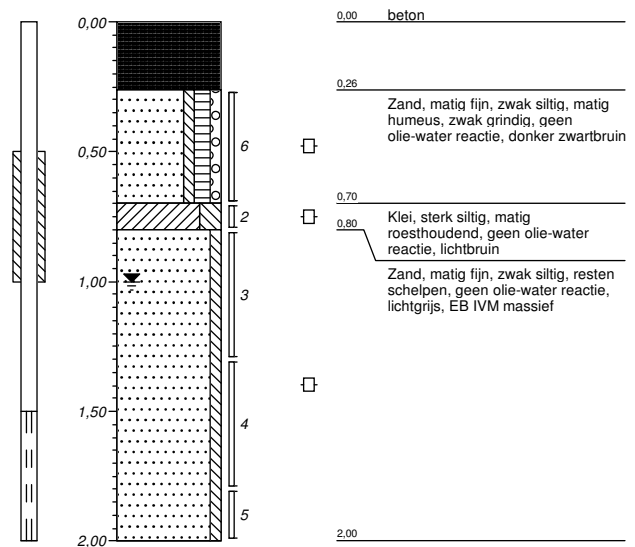 0,00
0,50
1,00
1,50
2,00
6
2
3
4
5
0,00 beton
0,26
Zand, matig fijn, zwak siltig, matig
humeus, zwak grindig, geen
olie-water reactie, donker zwartbruin
0,70
Klei, sterk siltig, matig
roesthoudend, geen olie-water
reactie, lichtbruin
0,80
Zand, matig fijn, zwak siltig, resten
schelpen, geen olie-water reactie,
lichtgrijs, EB IVM massief
2,00